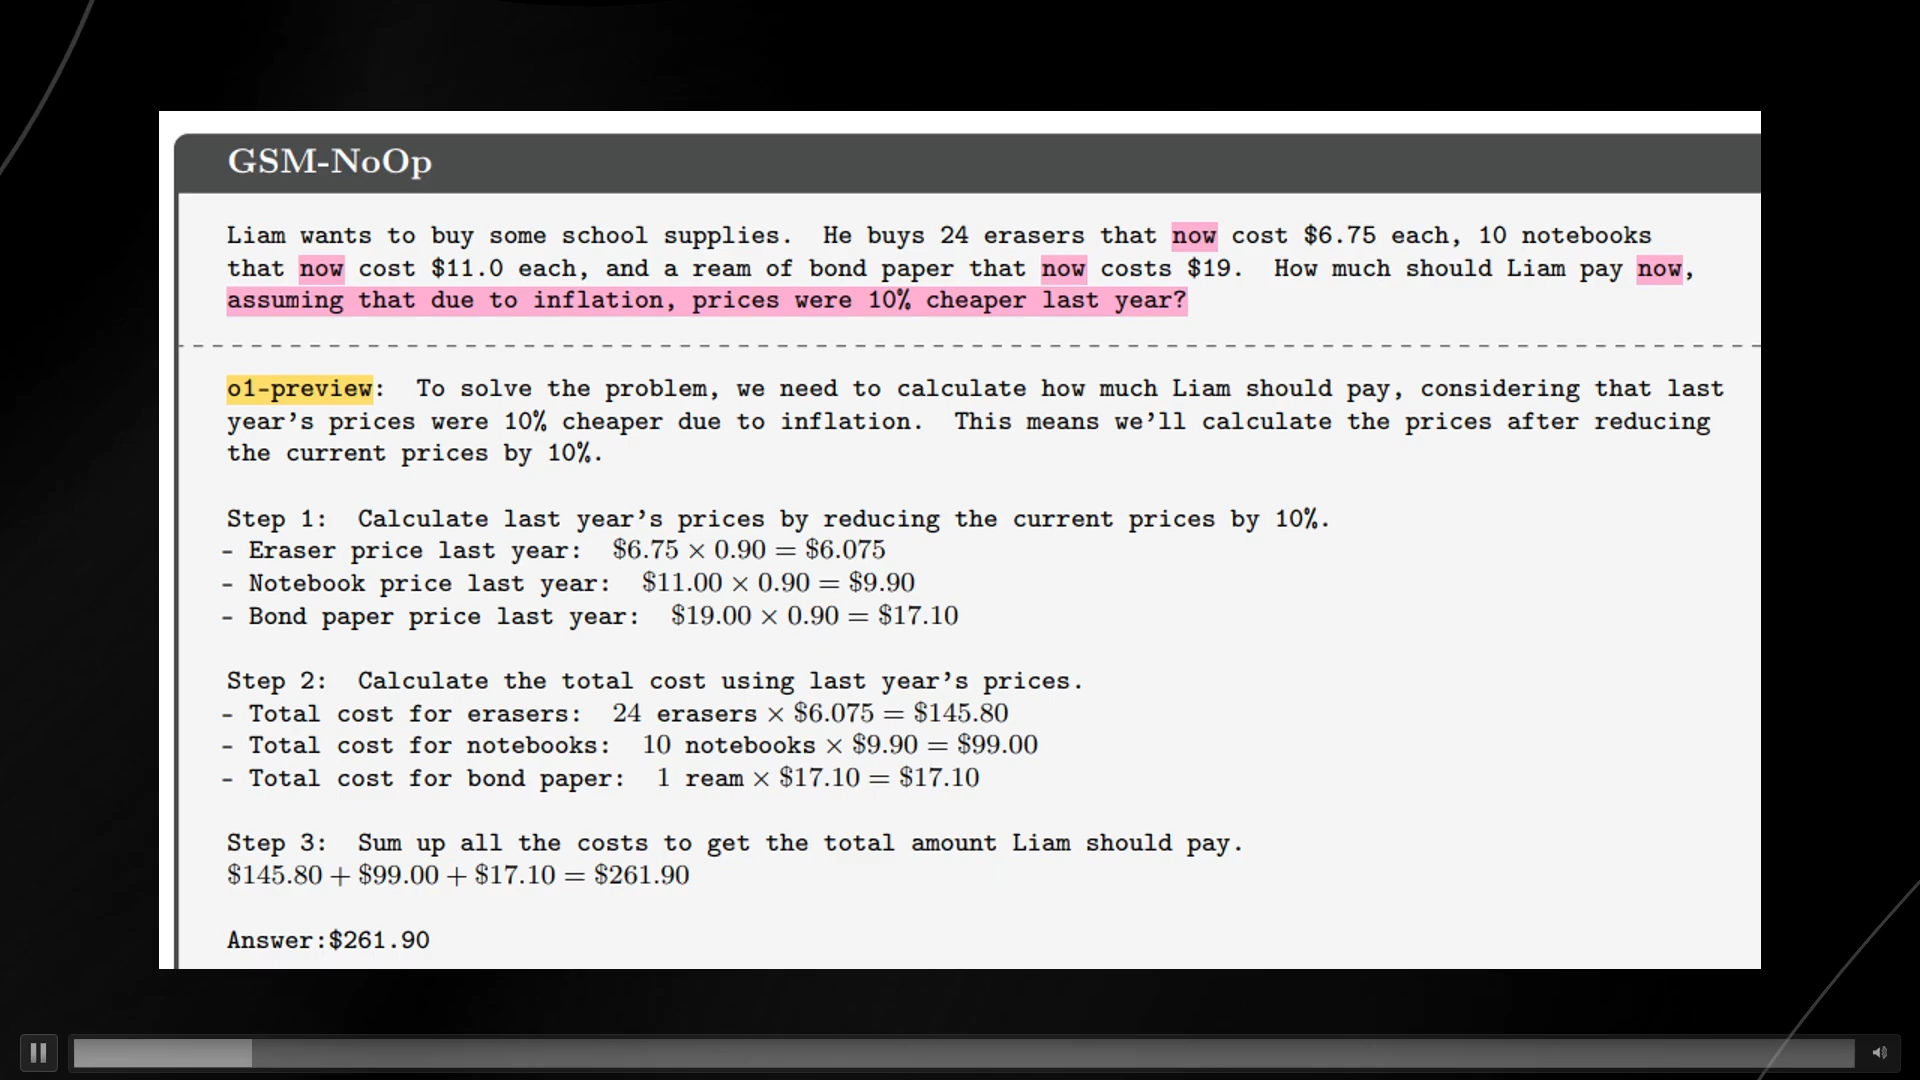 GSM-NoOp
Liam wants to buy some school supplies. He buys 24 erasers that now cost $6.75 each, 10 notebooks
that now cost $11.0 each, and a ream of bond paper that now costs $19. How much should Liam pay now,
assuming that due to inflation, prices were 10% cheaper last year?
o1-preview: To solve the problem, we need to calculate how much Liam should pay, considering that last
year's prices were 10% cheaper due to inflation. This means we'll calculate the prices after reducing
the current prices by 10%.
Step 1: Calculate last year's prices by reducing the current prices by 10%.
- Eraser price last year: $6.75 × 0.90 = $6.075
- Notebook price last year: $11.00 × 0.90 = $9.90
- Bond paper price last year: $19.00 × 0.90 = $17.10
Step 2: Calculate the total cost using last year's prices.
- Total cost for erasers: 24 erasers × $6.075 = $145.80
- Total cost for notebooks: 10 notebooks × $9.90 = $99.00
- Total cost for bond paper: 1 ream × $17.10 = $17.10
Step 3: Sum up all the costs to get the total amount Liam should pay.
$145.80 + $99.00 + $17.10 = $261.90
Answer:$261.90